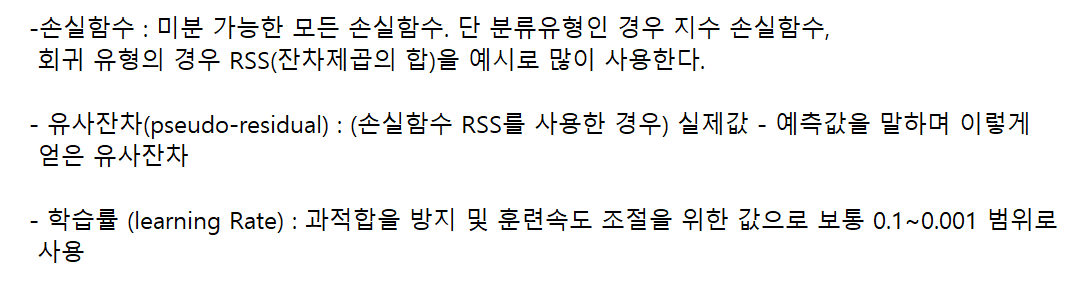 -손실함수 : 미분 가능한 모든 손실함수. 단 분류유형인 경우 지수 손실함수,
회귀 유형의 경우 RSS(잔차제곱의 합)을 예시로 많이 사용한다.
- 유사잔차(pseudo-residual) : (손실함수 RSS를 사용한 경우) 실제값 - 예측값을 말하며 이렇게
얻은 유사잔차
- 학습률 (learning Rate) : 과적합을 방지 및 훈련속도 조절을 위한 값으로 보통 0.1~0.001 범위로
사용